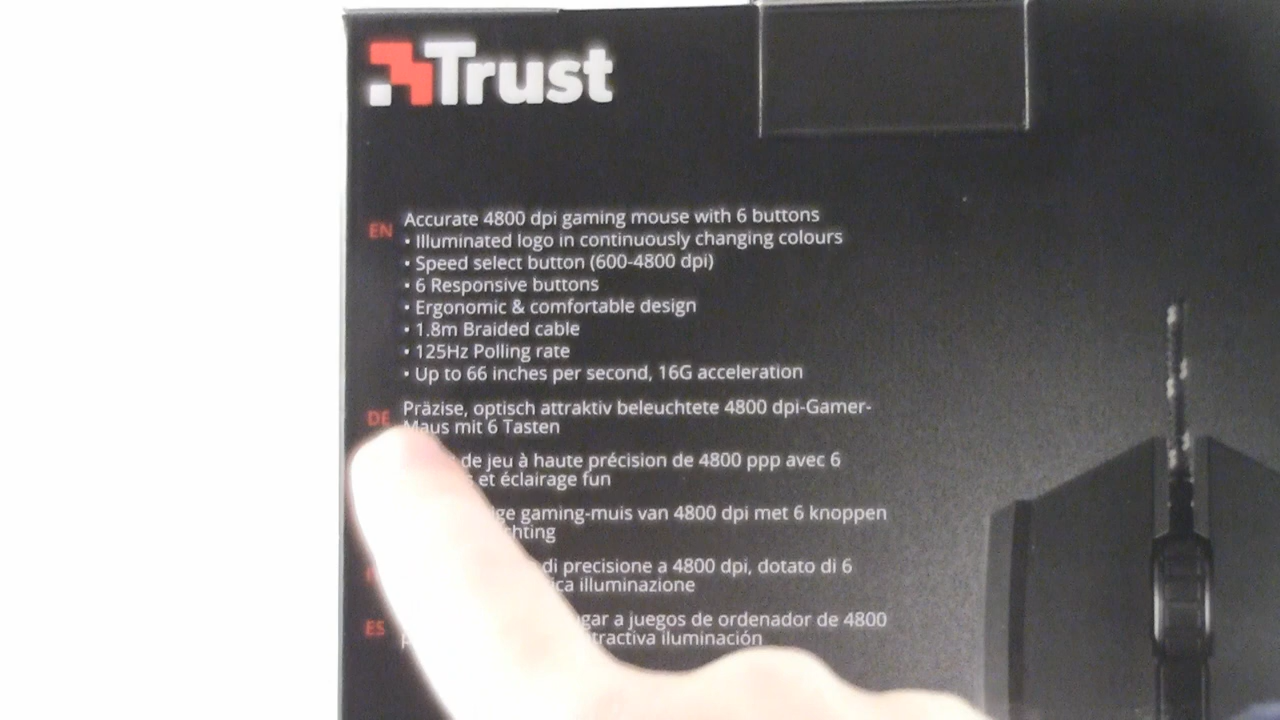 Trust
EN
Accurate 4800 dpi gaming mouse with 6 buttons
• Illuminated logo in continuously changing colours
• Speed select button (600-4800 dpi)
• 6 Responsive buttons
• Ergonomic & comfortable design
• 1.8m Braided cable
• 125Hz Polling rate
• Up to 66 inches per second, 16G acceleration
DE
Präzise, optisch attraktiv beleuchtete 4800 dpi-Gamer-
Maus mit 6 Tasten
de jeu à haute précision de 4800 ppp avec 6
et éclairage fun
gaming-muis van 4800 dpi met 6 knoppen
di precisione a 4800 dpi, dotato di 6
illuminazione
ES
a juegos de ordenador de 4800
iluminación